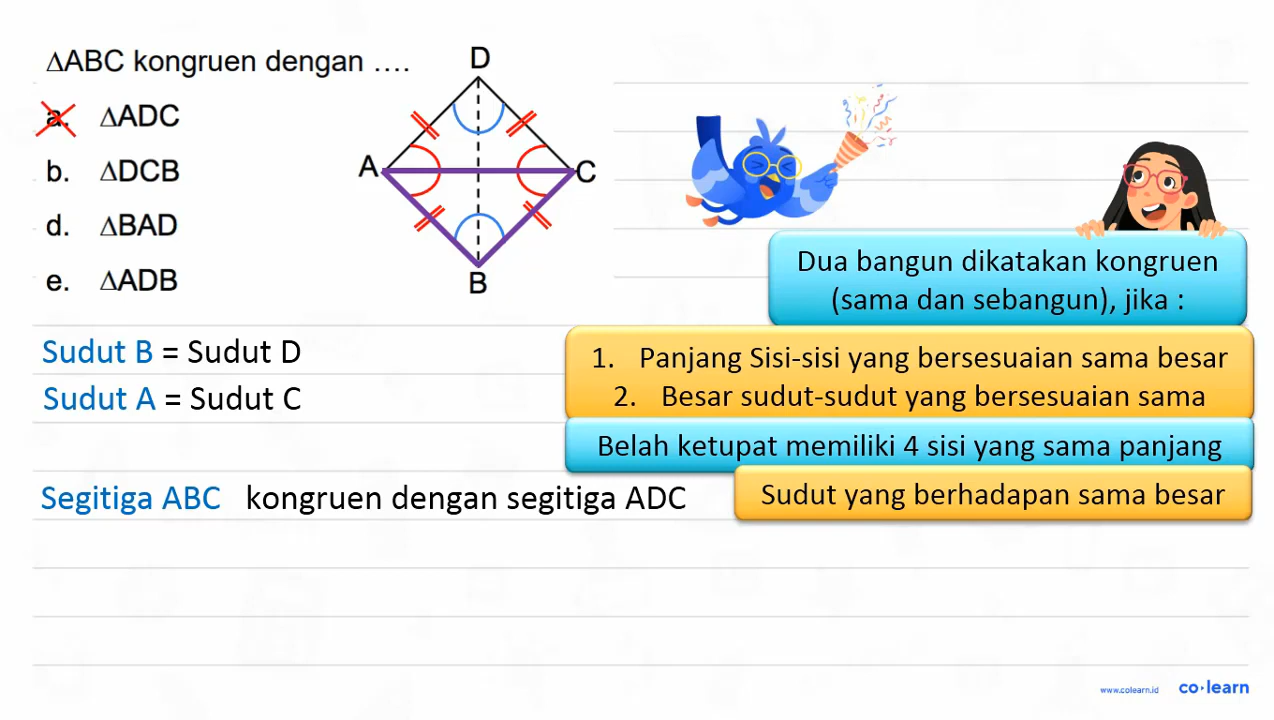 ∆ABC kongruen dengan ....
a. ∆ADC
b. ∆DCB
d. ∆BAD
e. ∆ADB
D
A
C
B
Dua bangun dikatakan kongruen
(sama dan sebangun), jika :
1. Panjang Sisi-sisi yang bersesuaian sama besar
2. Besar sudut-sudut yang bersesuaian sama
Belah ketupat memiliki 4 sisi yang sama panjang
Sudut yang berhadapan sama besar
Sudut B = Sudut D
Sudut A = Sudut C
Segitiga ABC kongruen dengan segitiga ADC
www.colearn.id
co·learn